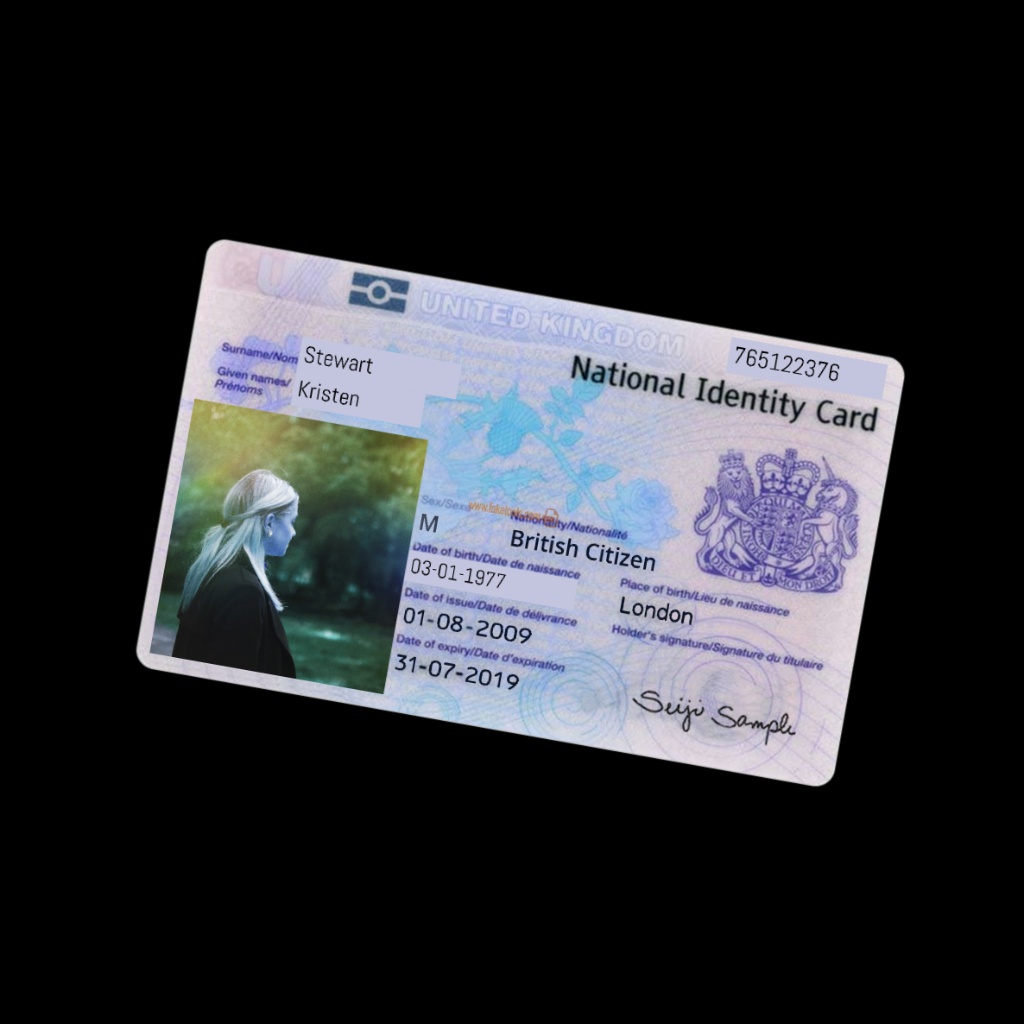 UK
UNITED KINGDOM
765122376
National Identity Card
Surname/Nom
Stewart
Given names/
Prénoms
Kristen
Sex/Sexe
M
Nationality/Nationalité
British Citizen
Date of birth/Date de naissance
03-01-1977
Place of birth/Lieu de naissance
London
Date of issue/Date de délivrance
01-08-2009
Holder's signature/Signature du titulaire
Date of expiry/Date d'expiration
31-07-2019
Seiji Sample
DIEU ET MON DROIT